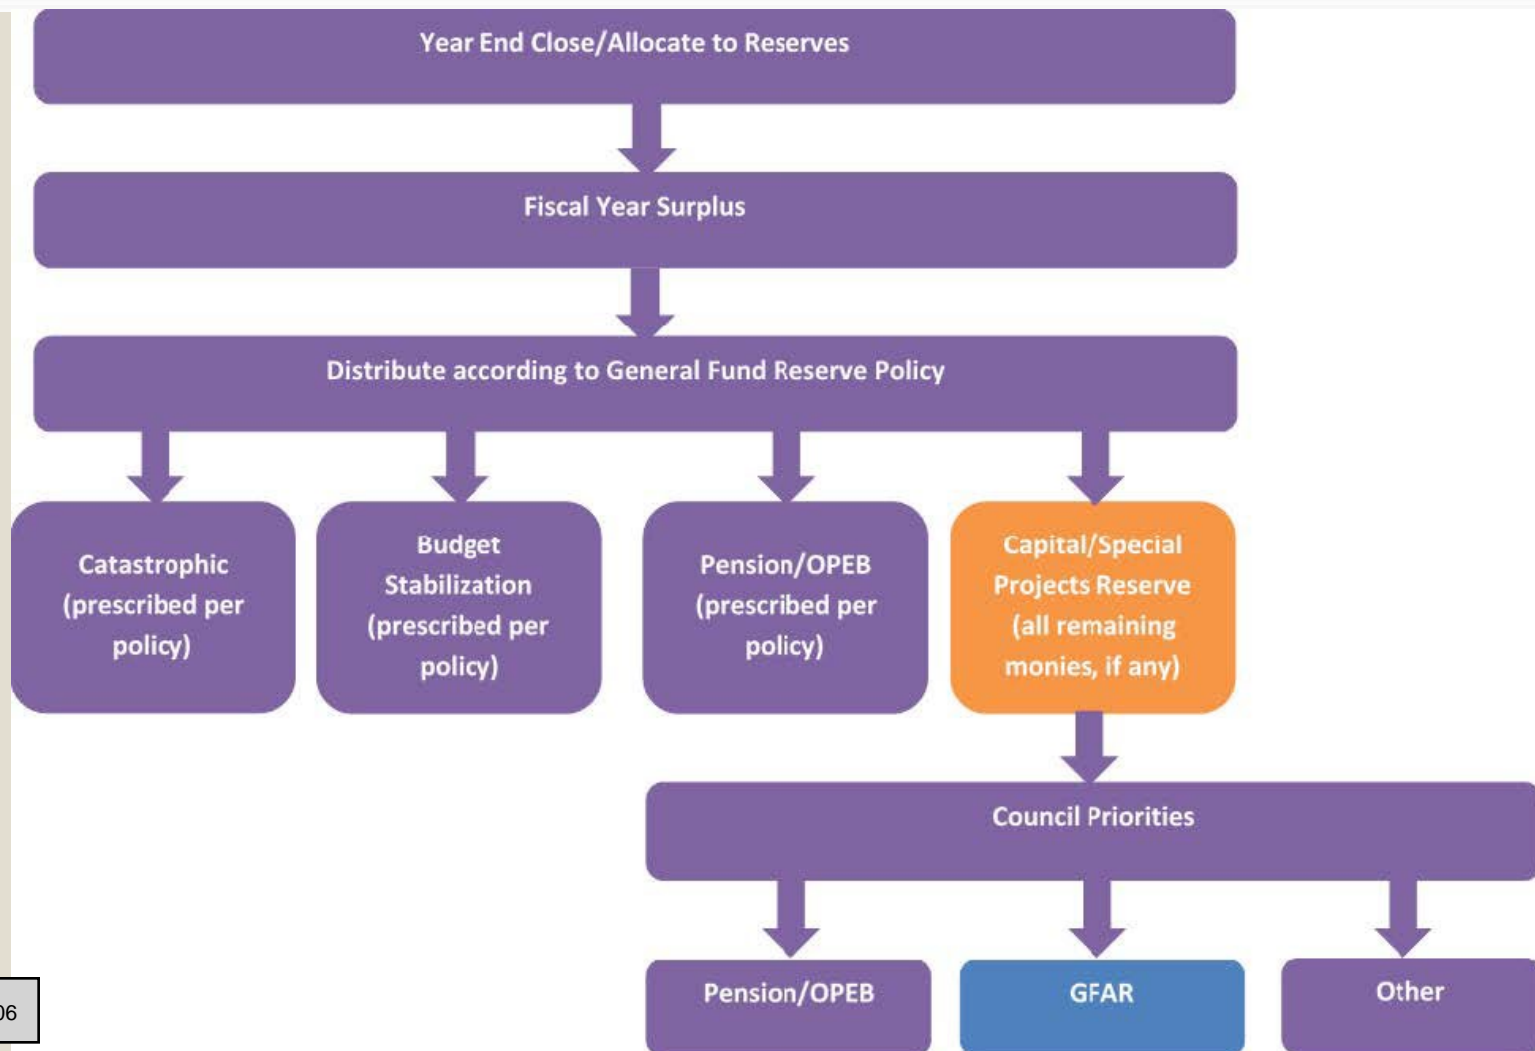 Year End Close/Allocate to Reserves
Fiscal Year Surplus
Distribute according to General Fund Reserve Policy
Catastrophic
(prescribed per
policy)
Budget
Stabilization
(prescribed per
policy)
Pension/OPEB
(prescribed per
policy)
Capital/Special
Projects Reserve
(all remaining
monies, if any)
Council Priorities
Pension/OPEB
GFAR
Other
06